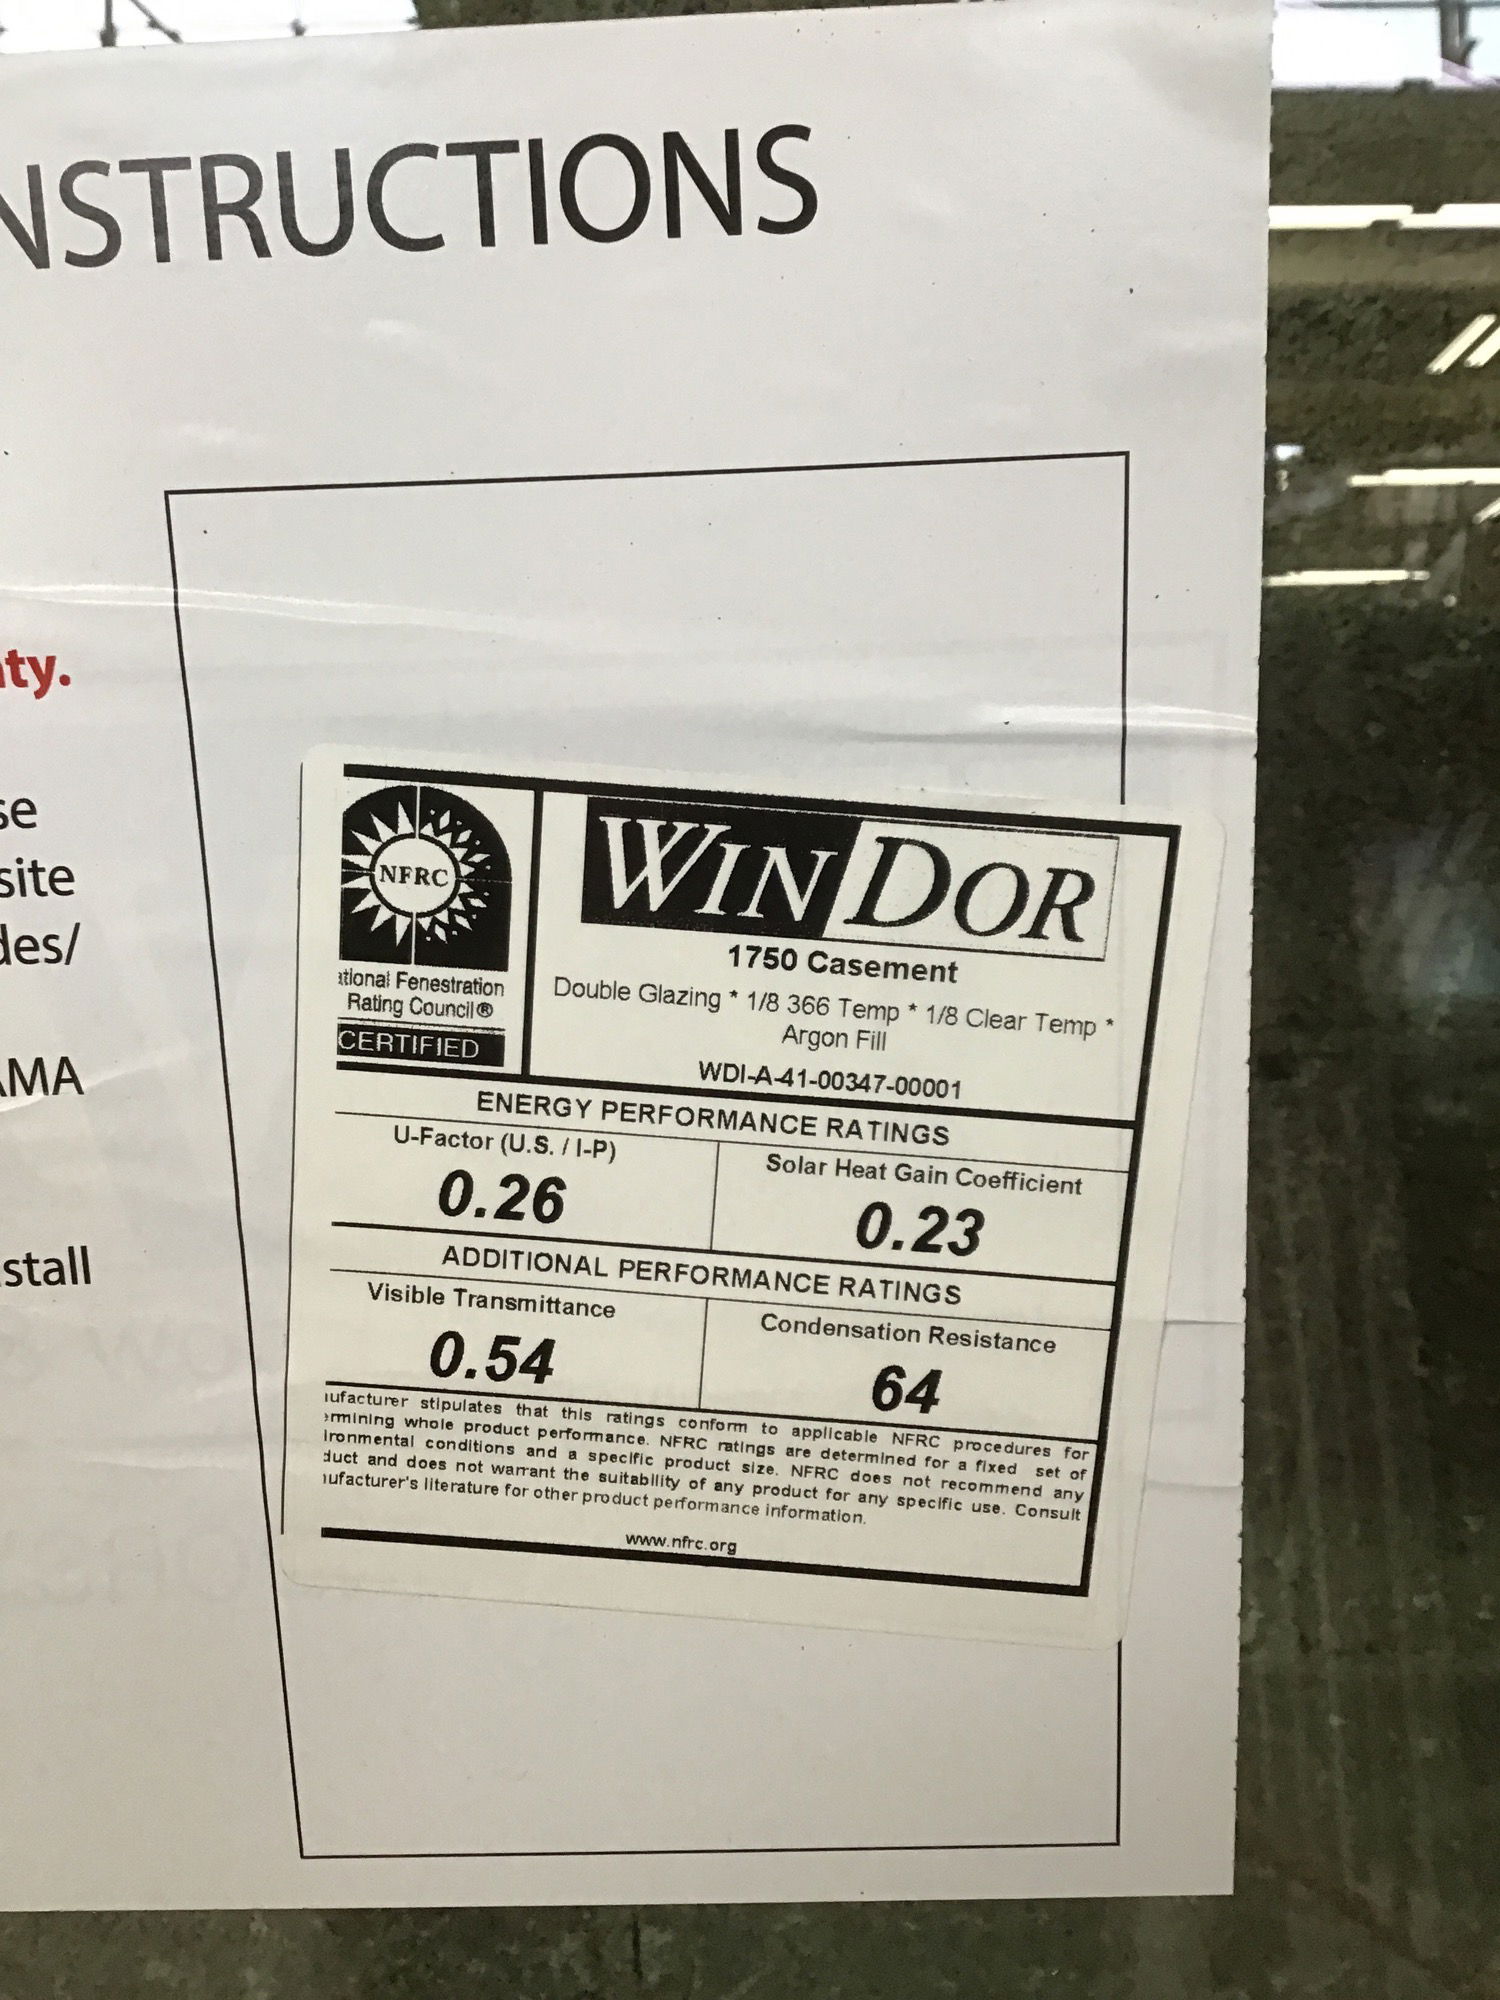 NSTRUCTIONS
ty.
se
site
des/
AMA
stall
NFRC
ational Fenestration
Rating Council®
CERTIFIED
WINDOR
1750 Casement
Double Glazing * 1/8 366 Temp * 1/8 Clear Temp *
Argon Fill
WDI-A-41-00347-00001
ENERGY PERFORMANCE RATINGS
U-Factor (U.S. / I-P)
0.26
Solar Heat Gain Coefficient
0.23
ADDITIONAL PERFORMANCE RATINGS
Visible Transmittance
0.54
Condensation Resistance
64
ufacturer stipulates that this ratings conform to applicable NFRC procedures for
ermining whole product performance. NFRC ratings are determined for a fixed set of
ironmental conditions and a specific product size. NFRC does not recommend any
duct and does not warrant the suitability of any product for any specific use. Consult
ufacturer's literature for other product performance information.
www.nfrc.org